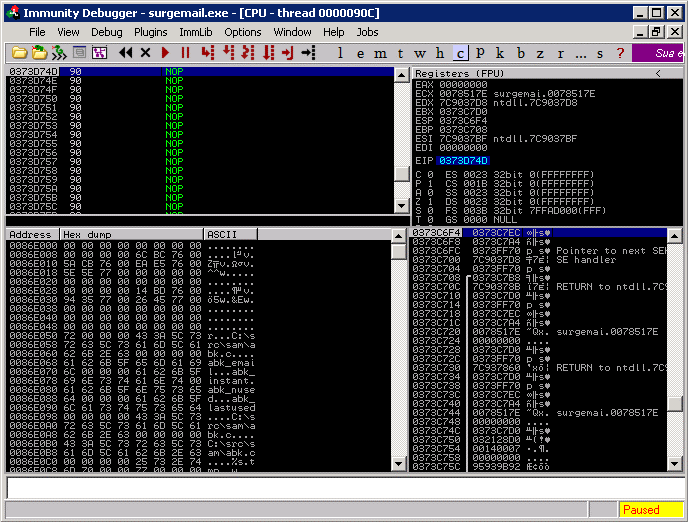 Immunity Debugger - surgemail.exe - [CPU - thread 0000090C]
File View Debug Plugins ImmLib Options Window Help Jobs
l e m t w h c p k b z r ... s ?
0373D74D 90 NOP
0373D74E 90 NOP
0373D74F 90 NOP
0373D750 90 NOP
0373D751 90 NOP
0373D752 90 NOP
0373D753 90 NOP
0373D754 90 NOP
0373D755 90 NOP
0373D756 90 NOP
0373D757 90 NOP
0373D758 90 NOP
0373D759 90 NOP
0373D75A 90 NOP
0373D75B 90 NOP
0373D75C 90 NOP
0373D75D 90 NOP
Registers (FPU) <
EAX 00000000
ECX 0078517E surgemai.0078517E
EDX 7C9037D8 ntdll.7C9037D8
EBX 0373C7D0
ESP 0373C6F4
EBP 0373C708
ESI 7C9037BF ntdll.7C9037BF
EDI 00000000
EIP 0373D74D
C 0 ES 0023 32bit 0(FFFFFFFF)
P 1 CS 001B 32bit 0(FFFFFFFF)
A 0 SS 0023 32bit 0(FFFFFFFF)
Z 1 DS 0023 32bit 0(FFFFFFFF)
S 0 FS 003B 32bit 7FFAD000(FFF)
T 0 GS 0000 NULL
Address Hex dump ASCII
0086E000 00 00 00 00 00 00 00 00 ........
0086E008 00 00 00 00 6C BC 76 00
0086E010 5A CB 76 00 EA E5 76 00
0086E018 5E 5E 77 00 00 00 00 00 ^^w.....
0086E020 00 00 00 00 00 00 00 00 ........
0086E028 00 00 00 00 14 BD 76 00
0086E030 94 35 77 00 26 45 77 00 ö5w.&Ew.
0086E038 00 00 00 00 00 00 00 00 ........
0086E040 00 00 00 00 00 00 00 00 ........
0086E048 00 00 00 00 00 00 00 00 ........
0086E050 72 00 00 00 43 3A 5C 73 r...C:\s
0086E058 72 63 5C 73 61 6D 5C 61 rc\sam\a
0086E060 62 6B 2E 63 00 00 00 00 bk.c....
0086E068 61 62 6B 5F 65 6D 61 69 abk_emai
0086E070 6C 00 00 00 61 62 6B 5F l...abk_
0086E078 69 6E 73 74 61 6E 74 00 instant.
0086E080 61 62 6B 5F 6E 75 73 65 abk_nuse
0086E088 64 00 00 00 61 62 6B 5F d...abk_
0086E090 6C 61 73 74 75 73 65 64 lastused
0086E098 00 00 00 00 43 3A 5C 73 ....C:\s
0086E0A0 72 63 5C 73 61 6D 5C 61 rc\sam\a
0086E0A8 62 6B 2E 63 00 00 00 00 bk.c....
0086E0B0 43 3A 5C 73 72 63 5C 73 C:\src\s
0086E0B8 61 6D 5C 61 62 6B 2E 63 am\abk.c
0086E0C0 00 00 00 00 25 73 2E 74 ....%s.t
0373C6F4 0373C7EC
0373C6F8 0373C7A4
0373C6FC 0373FF70 Pointer to next SEH
0373C700 7C9037D8 SE handler
0373C704 0373FF70
0373C708 0373C7B8
0373C70C 7C90378B RETURN to ntdll.7C9
0373C710 0373C7D0
0373C714 0373FF70
0373C718 0373C7EC
0373C71C 0373C7A4
0373C720 0078517E surgemai.0078517E
0373C724 00000000 ....
0373C728 0373C7D0
0373C72C 0373FF70
0373C730 7C903766 RETURN to ntdll.7C9
0373C734 0373C7D0
0373C738 0373FF70
0373C73C 0373C7EC
0373C740 0373C7A4
0373C744 0078517E surgemai.0078517E
0373C748 00000000 ....
0373C74C 0373C7D0
0373C750 032128D0
0373C754 00140007
0373C758 00000000 ....
0373C75C 95939B92
Paused